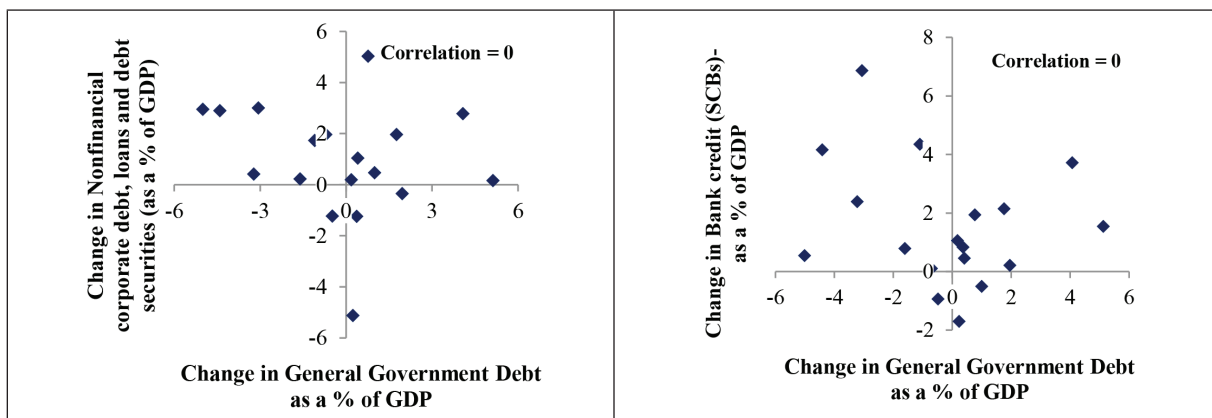 6
Correlation = 0
4
2
0
-6
-3
0
3
6
-2
-4
-6
Change in Nonfinancial
corporate debt, loans and debt
securities (as a % of GDP)
Change in General Government Debt
as a % of GDP
8
Correlation = 0
6
4
2
0
-6
-4
-2
0
2
4
6
-2
Change in Bank credit (SCBs)-
as a % of GDP
Change in General Government Debt
as a % of GDP